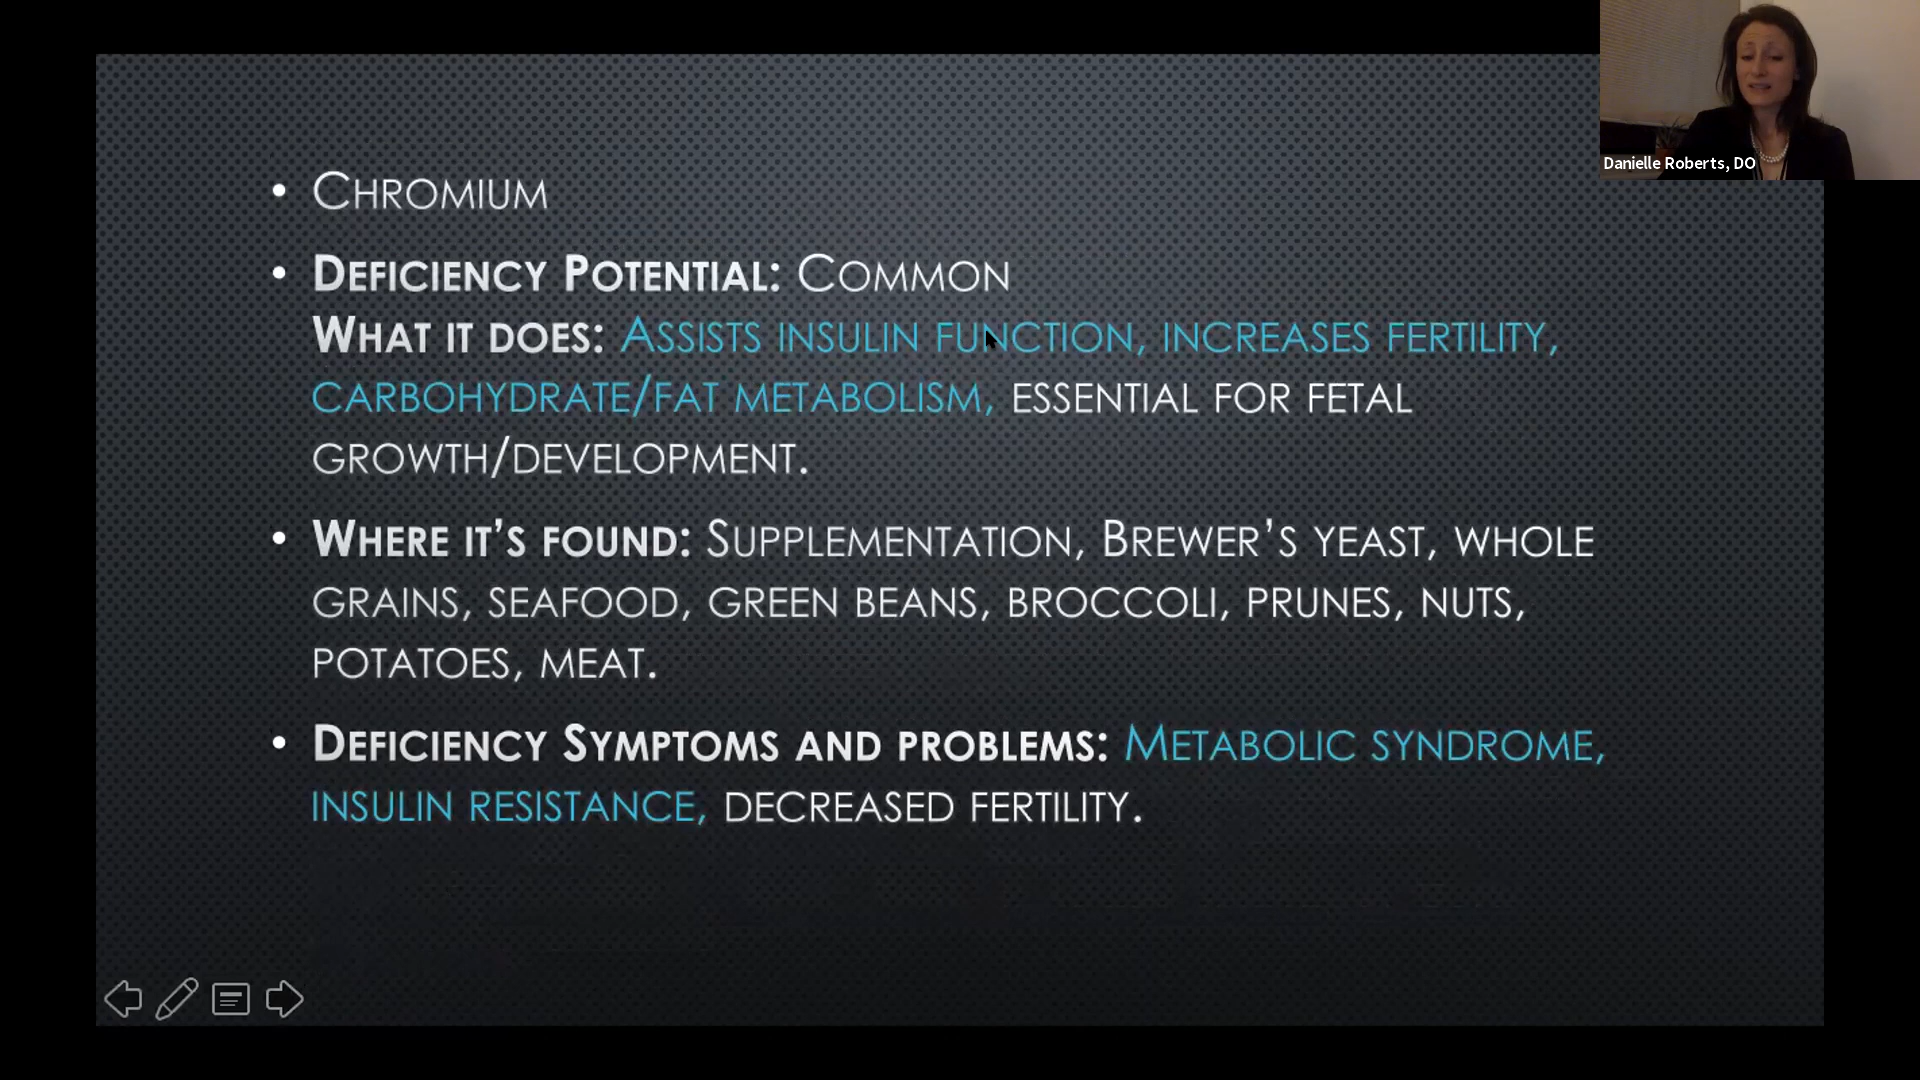 Danielle Roberts, DO
• Chromium
• Deficiency Potential: Common
What it does: Assists insulin function, increases fertility,
carbohydrate/fat metabolism, essential for fetal
growth/development.
• Where it’s found: Supplementation, Brewer’s yeast, whole
grains, seafood, green beans, broccoli, prunes, nuts,
potatoes, meat.
• Deficiency Symptoms and problems: Metabolic syndrome,
insulin resistance, decreased fertility.